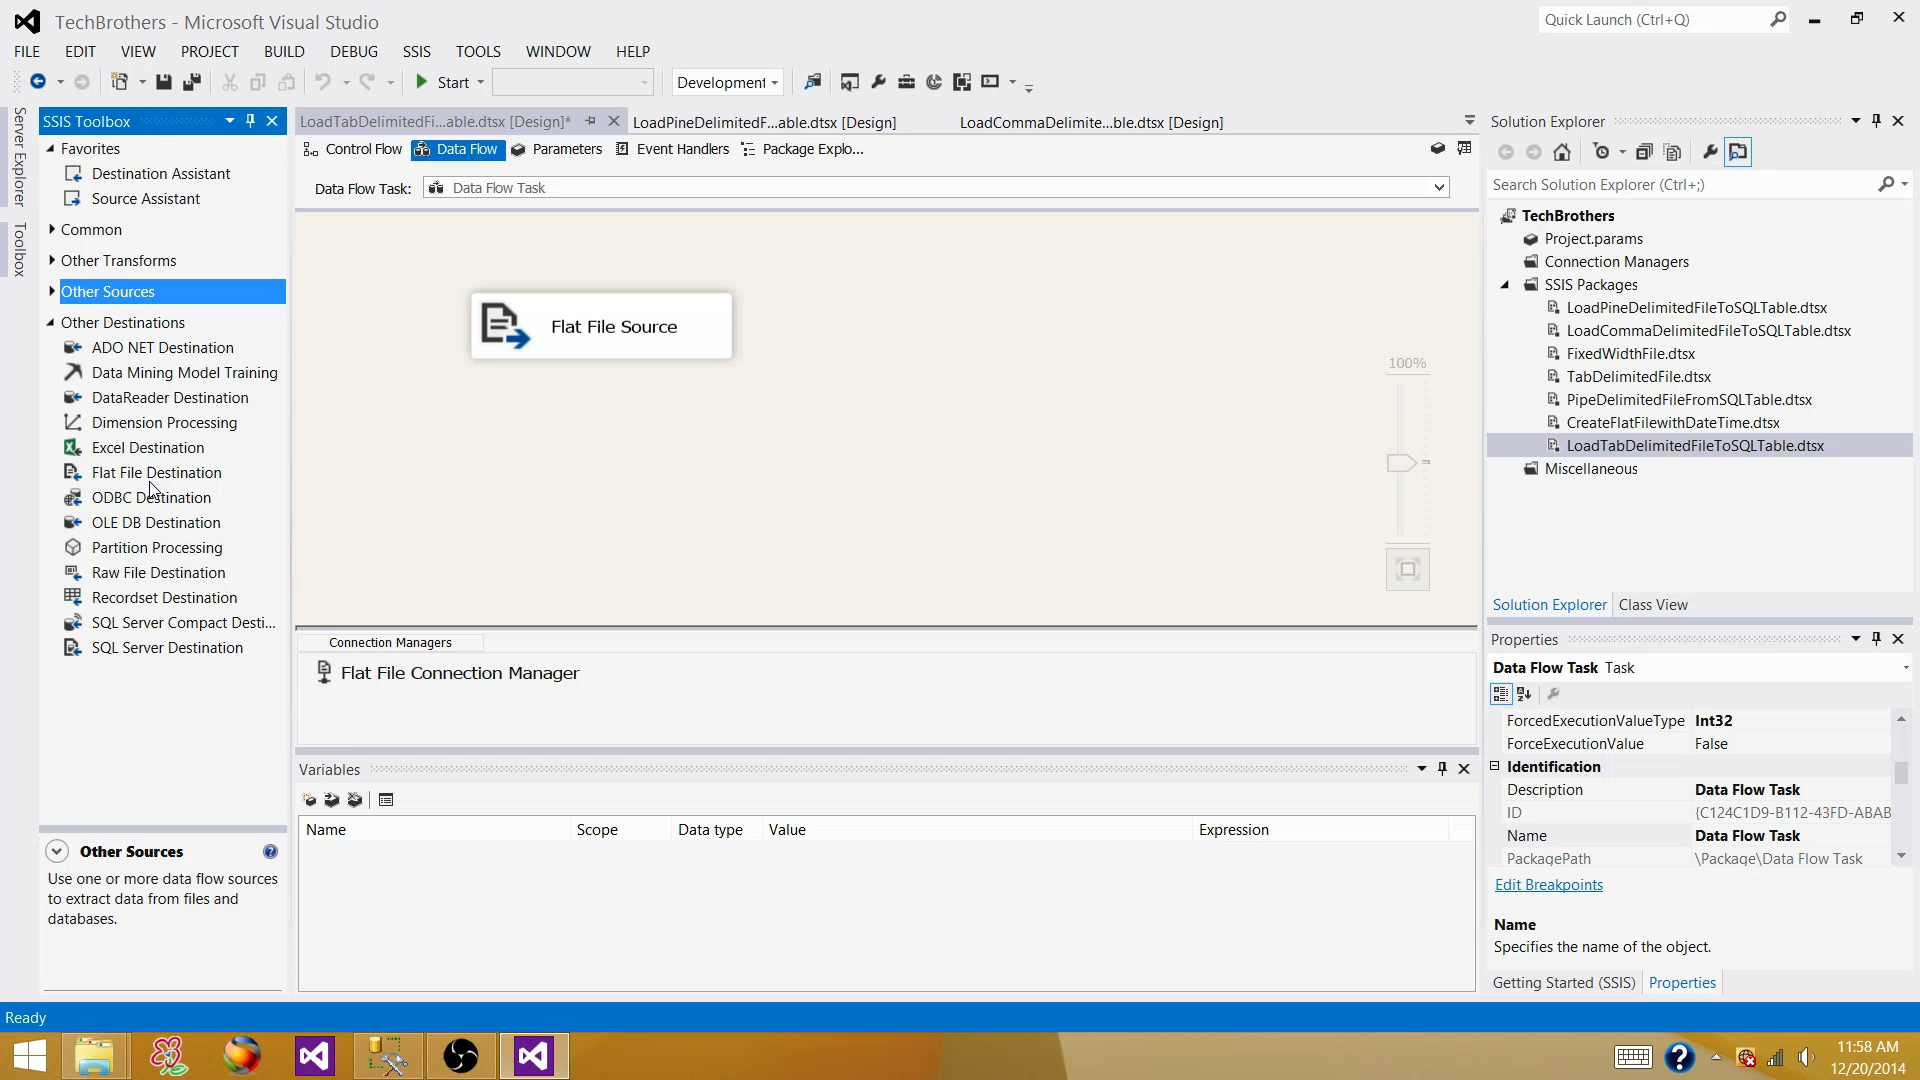 TechBrothers - Microsoft Visual Studio
Quick Launch (Ctrl+Q)
FILE EDIT VIEW PROJECT BUILD DEBUG SSIS TOOLS WINDOW HELP
Start
Development
Server Explorer
Toolbox
SSIS Toolbox
Favorites
Destination Assistant
Source Assistant
Common
Other Transforms
Other Sources
Other Destinations
ADO NET Destination
Data Mining Model Training
DataReader Destination
Dimension Processing
Excel Destination
Flat File Destination
ODBC Destination
OLE DB Destination
Partition Processing
Raw File Destination
Recordset Destination
SQL Server Compact Desti...
SQL Server Destination
Other Sources
Use one or more data flow sources
to extract data from files and
databases.
LoadTabDelimitedFi...able.dtsx [Design]* LoadPineDelimitedF...able.dtsx [Design] LoadCommaDelimite...ble.dtsx [Design]
Control Flow Data Flow Parameters Event Handlers Package Explo...
Data Flow Task: Data Flow Task
Flat File Source
100%
Connection Managers
Flat File Connection Manager
Variables
Name Scope Data type Value Expression
Solution Explorer
Search Solution Explorer (Ctrl+;)
TechBrothers
Project.params
Connection Managers
SSIS Packages
LoadPineDelimitedFileToSQLTable.dtsx
LoadCommaDelimitedFileToSQLTable.dtsx
FixedWidthFile.dtsx
TabDelimitedFile.dtsx
PipeDelimitedFileFromSQLTable.dtsx
CreateFlatFilewithDateTime.dtsx
LoadTabDelimitedFileToSQLTable.dtsx
Miscellaneous
Solution Explorer Class View
Properties
Data Flow Task Task
ForcedExecutionValueType Int32
ForceExecutionValue False
Identification
Description Data Flow Task
ID {C124C1D9-B112-43FD-ABAB
Name Data Flow Task
PackagePath \Package\Data Flow Task
Edit Breakpoints
Name
Specifies the name of the object.
Getting Started (SSIS) Properties
Ready
11:58 AM
12/20/2014